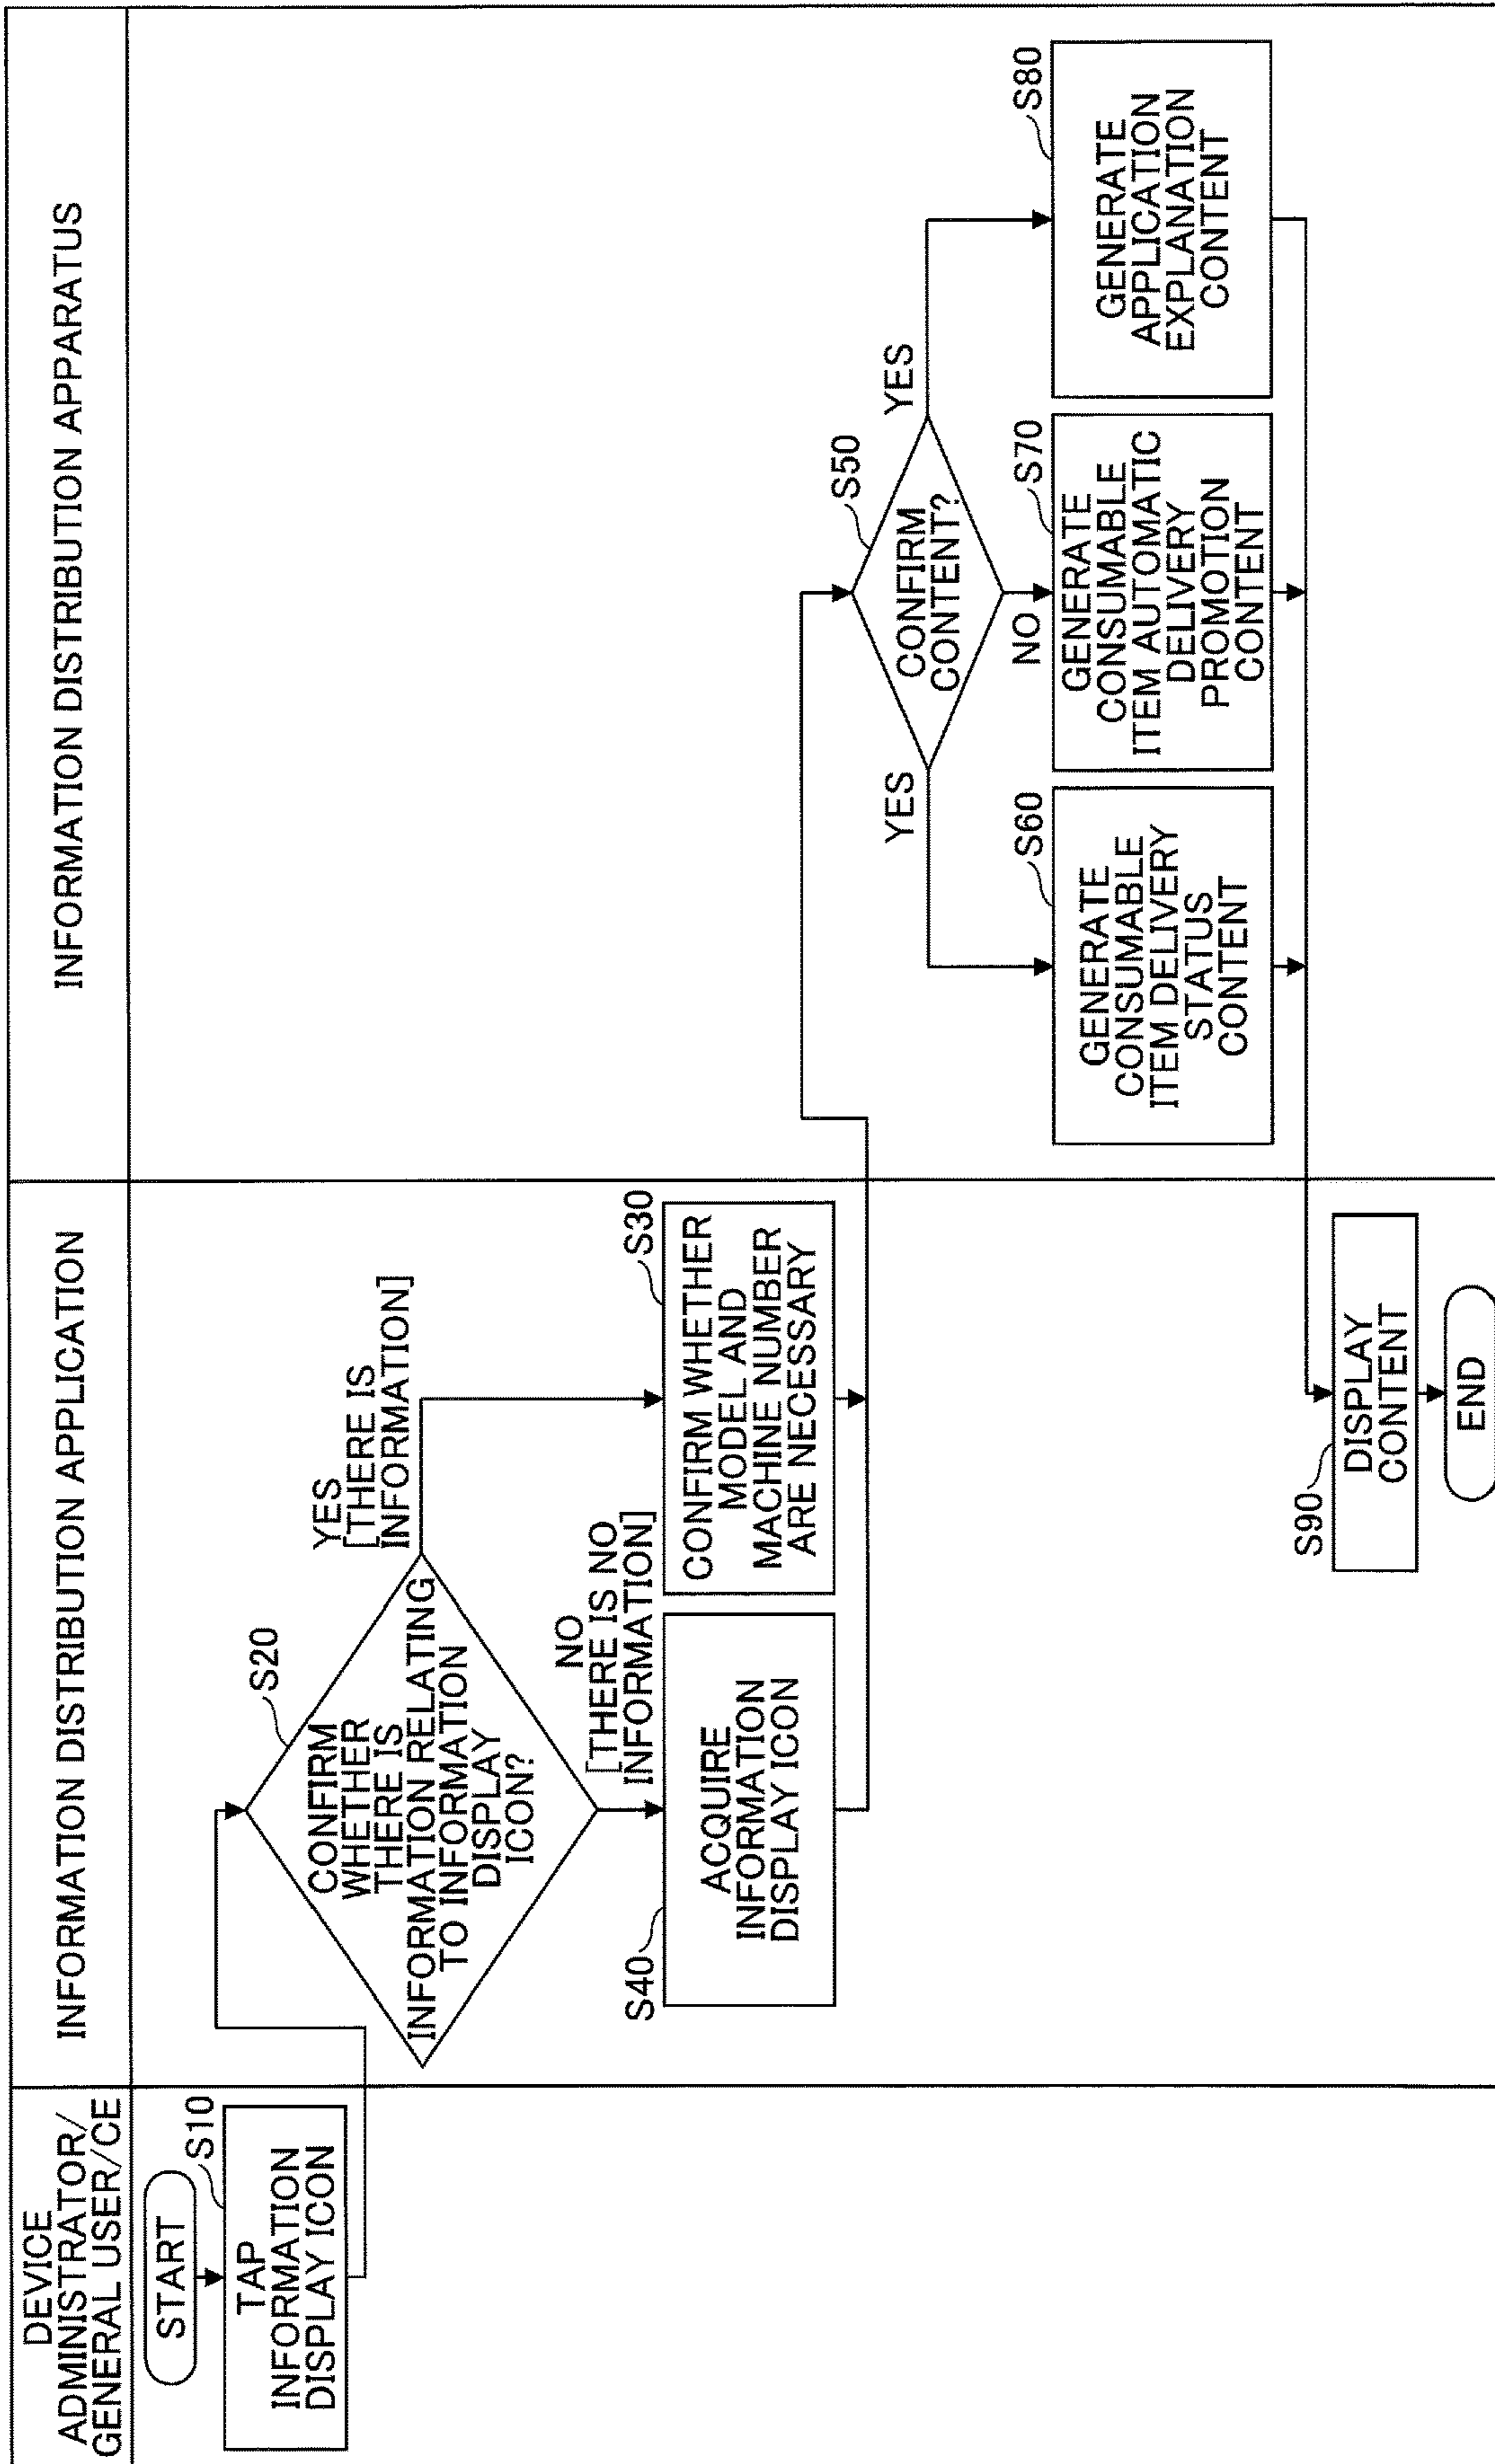 DEVICE
ADMINISTRATOR/
GENERAL USER/CE
INFORMATION DISTRIBUTION APPLICATION
INFORMATION DISTRIBUTION APPARATUS
START
S10
TAP
INFORMATION
DISPLAY ICON
S20
CONFIRM
WHETHER
THERE IS
INFORMATION RELATING
TO INFORMATION
DISPLAY
ICON?
YES
[THERE IS
INFORMATION]
NO
[THERE IS NO
INFORMATION]
S40
ACQUIRE
INFORMATION
DISPLAY ICON
S30
CONFIRM WHETHER
MODEL AND
MACHINE NUMBER
ARE NECESSARY
S50
CONFIRM
CONTENT?
YES
NO
YES
S60
GENERATE
CONSUMABLE
ITEM DELIVERY
STATUS
CONTENT
S70
GENERATE
CONSUMABLE
ITEM AUTOMATIC
DELIVERY
PROMOTION
CONTENT
S80
GENERATE
APPLICATION
EXPLANATION
CONTENT
S90
DISPLAY
CONTENT
END